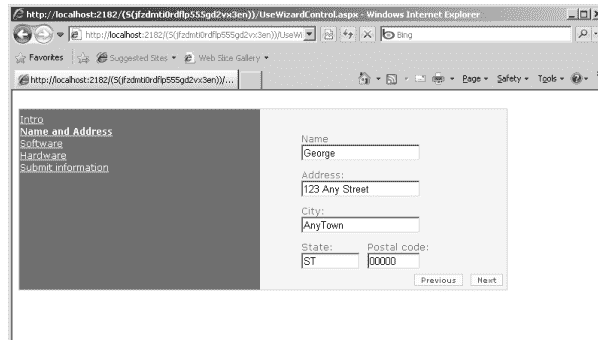 http://localhost:2182/(S(jfzdmti0rdflp555gd2vx3en))/UseWizardControl.aspx - Windows Internet Explorer
http://localhost:2182/(S(jfzdmti0rdflp555gd2vx3en))/UseWi
Bing
Favorites Suggested Sites Web Slice Gallery
http://localhost:2182/(S(jfzdmti0rdflp555gd2vx3en))/...
Page Safety Tools
Intro
Name and Address
Software
Hardware
Submit information
Name
George
Address:
123 Any Street
City:
AnyTown
State: Postal code:
ST 00000
Previous Next